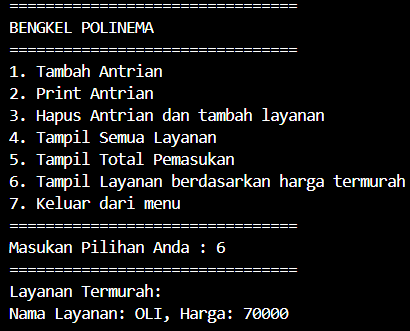 ================================
BENGKEL POLINEMA
================================
1. Tambah Antrian
2. Print Antrian
3. Hapus Antrian dan tambah layanan
4. Tampil Semua Layanan
5. Tampil Total Pemasukan
6. Tampil Layanan berdasarkan harga termurah
7. Keluar dari menu
================================
Masukan Pilihan Anda : 6
================================
Layanan Termurah:
Nama Layanan: OLI, Harga: 70000